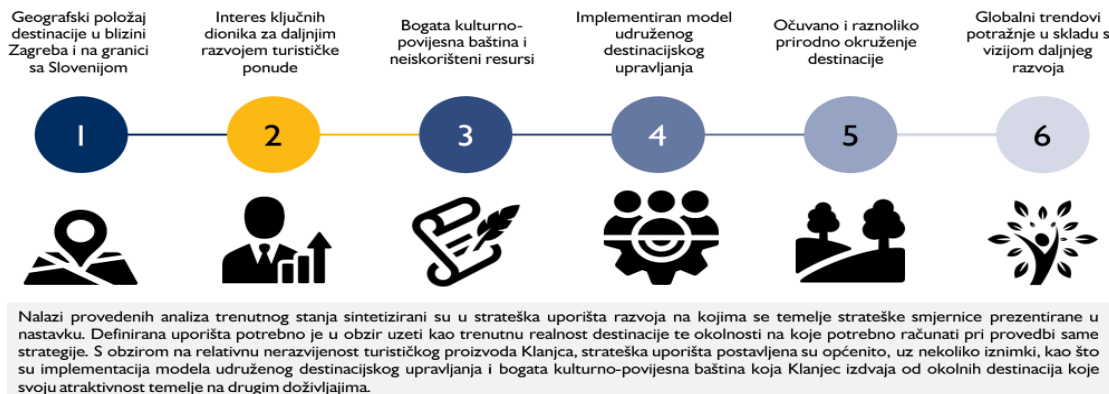 Geografski položaj
destinacije u blizini
Zagreba i na granici
sa Slovenijom
Interes ključnih
dionika za daljnjim
razvojem turističke
ponude
Bogata kulturno-
povijesna baština i
neiskorišteni resursi
Implementiran model
udruženog
destinacijskog
upravljanja
Očuvano i raznoliko
prirodno okruženje
destinacije
Globalni trendovi
potražnje u skladu s
vizijom daljnjeg
razvoja
1
2
3
4
5
6
Nalazi provedenih analiza trenutnog stanja sintetizirani su u strateška uporišta razvoja na kojima se temelje strateške smjernice prezentirane u
nastavku. Definirana uporišta potrebno je u obzir uzeti kao trenutnu realnost destinacije te okolnosti na koje potrebno računati pri provedbi same
strategije. S obzirom na relativnu nerazvijenost turističkog proizvoda Klanjca, strateška uporišta postavljena su općenito, uz nekoliko iznimki, kao što
su implementacija modela udruženog destinacijskog upravljanja i bogata kulturno-povijesna baština koja Klanjec izdvaja od okolnih destinacija koje
svoju atraktivnost temelje na drugim doživljajima.